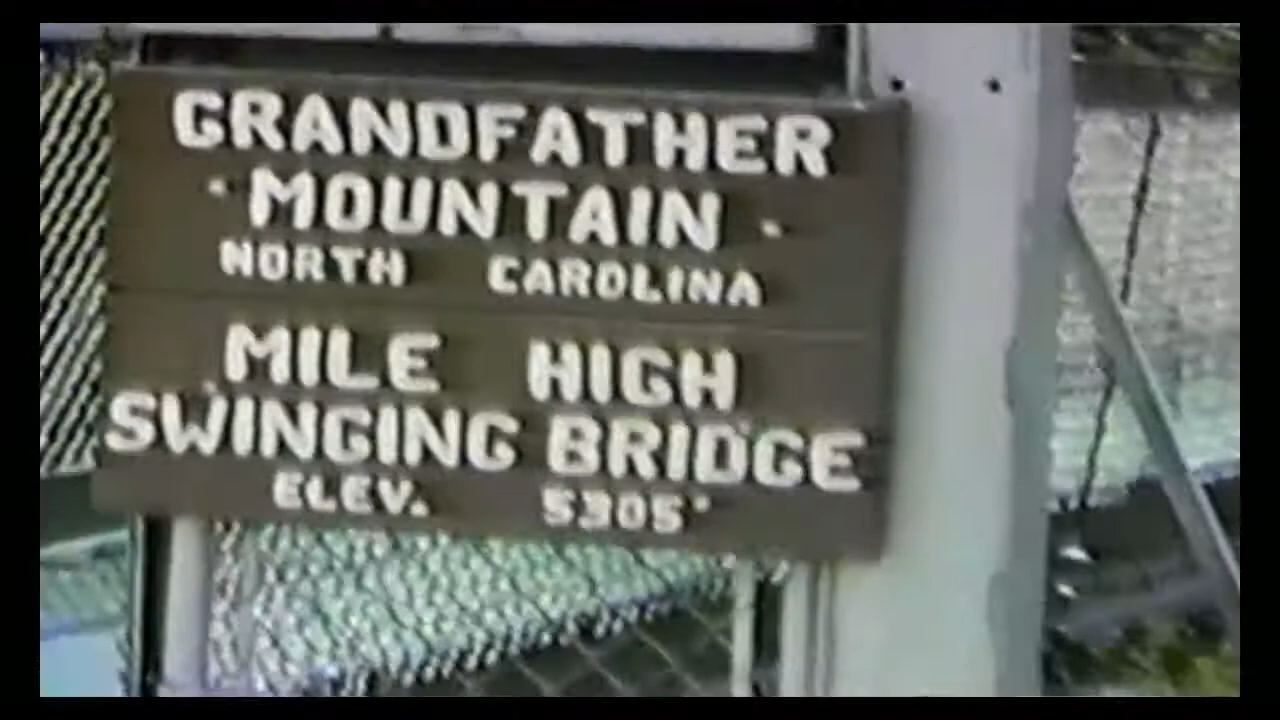 GRANDFATHER
· MOUNTAIN ·
NORTH CAROLINA
MILE HIGH
SWINGING BRIDGE
ELEV. 5305'